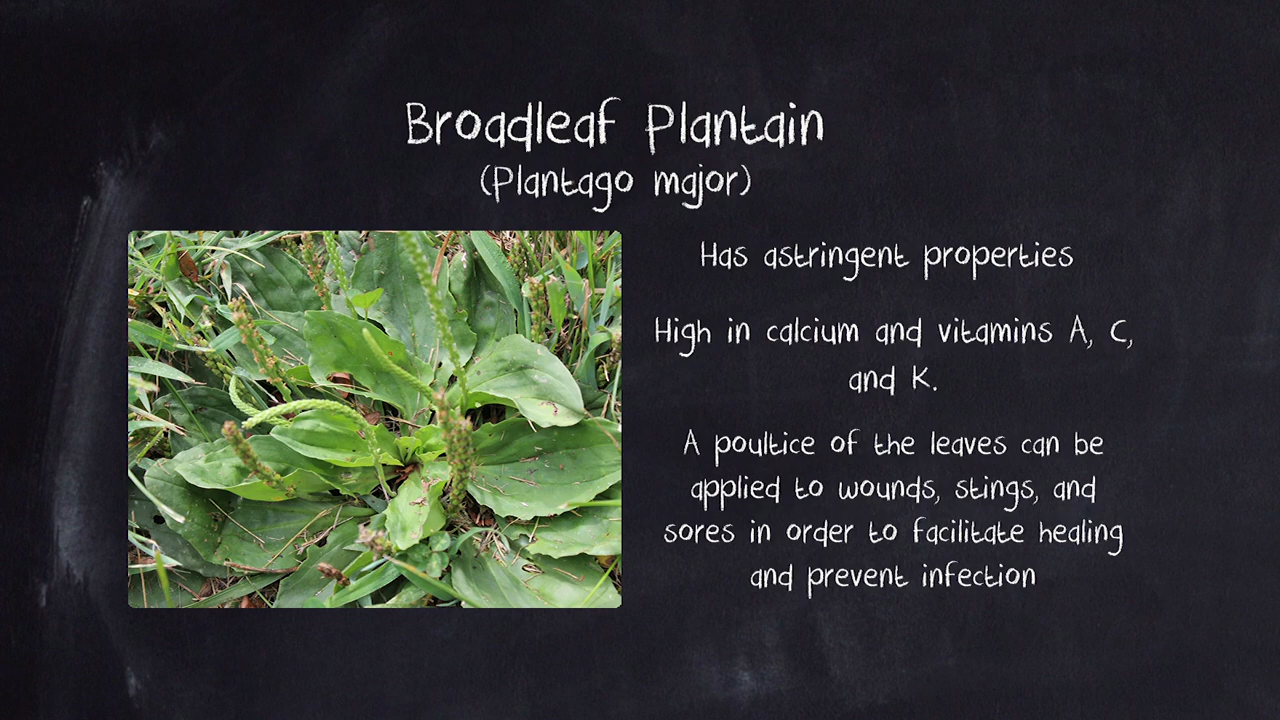 Broadleaf Plantain
(Plantago major)
Has astringent properties
High in calcium and vitamins A, C,
and K.
A poultice of the leaves can be
applied to wounds, stings, and
sores in order to facilitate healing
and prevent infection